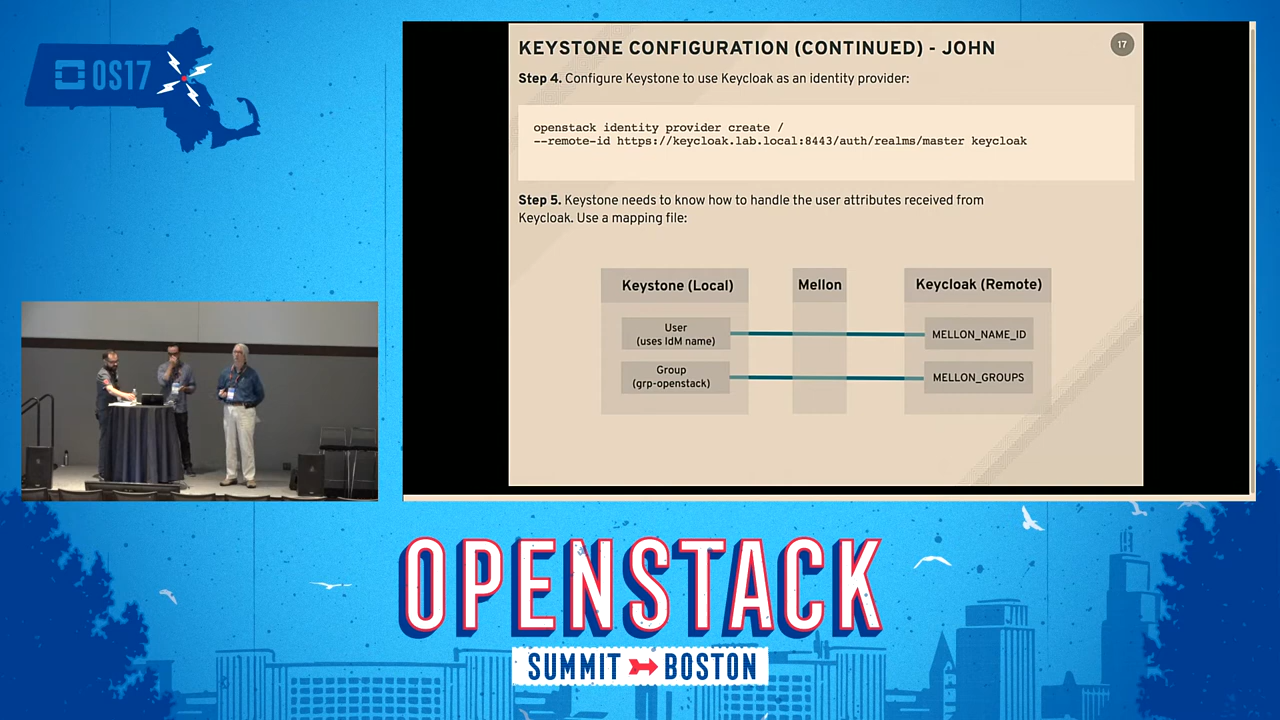 OS17
KEYSTONE CONFIGURATION (CONTINUED) - JOHN
17
Step 4. Configure Keystone to use Keycloak as an identity provider:
openstack identity provider create /
--remote-id https://keycloak.lab.local:8443/auth/realms/master keycloak
Step 5. Keystone needs to know how to handle the user attributes received from
Keycloak. Use a mapping file:
Keystone (Local)
Mellon
Keycloak (Remote)
User
(uses IdM name)
MELLON_NAME_ID
Group
(grp-openstack)
MELLON_GROUPS
OPENSTACK
SUMMIT BOSTON